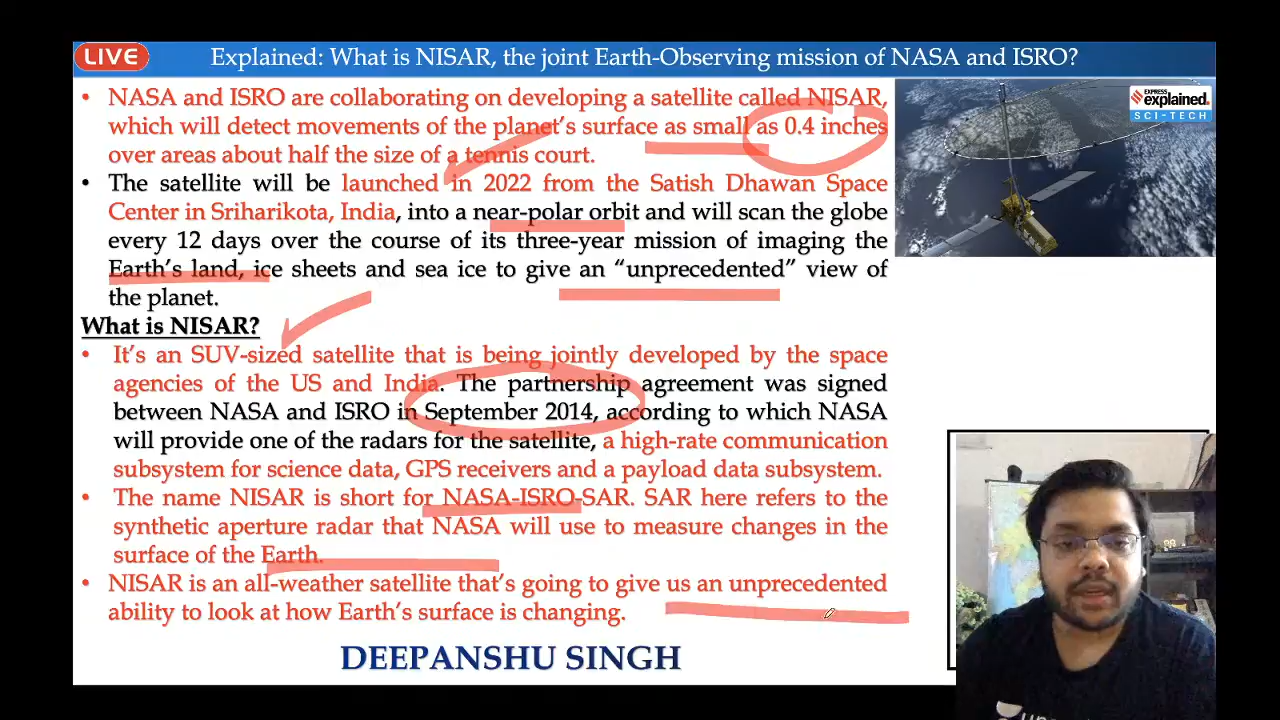 LIVE
Explained: What is NISAR, the joint Earth-Observing mission of NASA and ISRO?
• NASA and ISRO are collaborating on developing a satellite called NISAR,
which will detect movements of the planet's surface as small as 0.4 inches
over areas about half the size of a tennis court.
• The satellite will be launched in 2022 from the Satish Dhawan Space
Center in Sriharikota, India, into a near-polar orbit and will scan the globe
every 12 days over the course of its three-year mission of imaging the
Earth's land, ice sheets and sea ice to give an “unprecedented” view of
the planet.
What is NISAR?
• It's an SUV-sized satellite that is being jointly developed by the space
agencies of the US and India. The partnership agreement was signed
between NASA and ISRO in September 2014, according to which NASA
will provide one of the radars for the satellite, a high-rate communication
subsystem for science data, GPS receivers and a payload data subsystem.
• The name NISAR is short for NASA-ISRO-SAR. SAR here refers to the
synthetic aperture radar that NASA will use to measure changes in the
surface of the Earth.
• NISAR is an all-weather satellite that's going to give us an unprecedented
ability to look at how Earth's surface is changing.
DEEPANSHU SINGH
EXPRESS
explained.
SCI-TECH